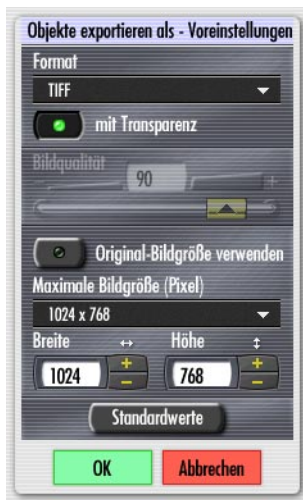 Objekte exportieren als - Voreinstellungen
Format
TIFF
mit Transparenz
Bildqualität
90
Original-Bildgröße verwenden
Maximale Bildgröße (Pixel)
1024 x 768
Breite ↔ Höhe ↕
1024 + - 768 + -
Standardwerte
OK Abbrechen